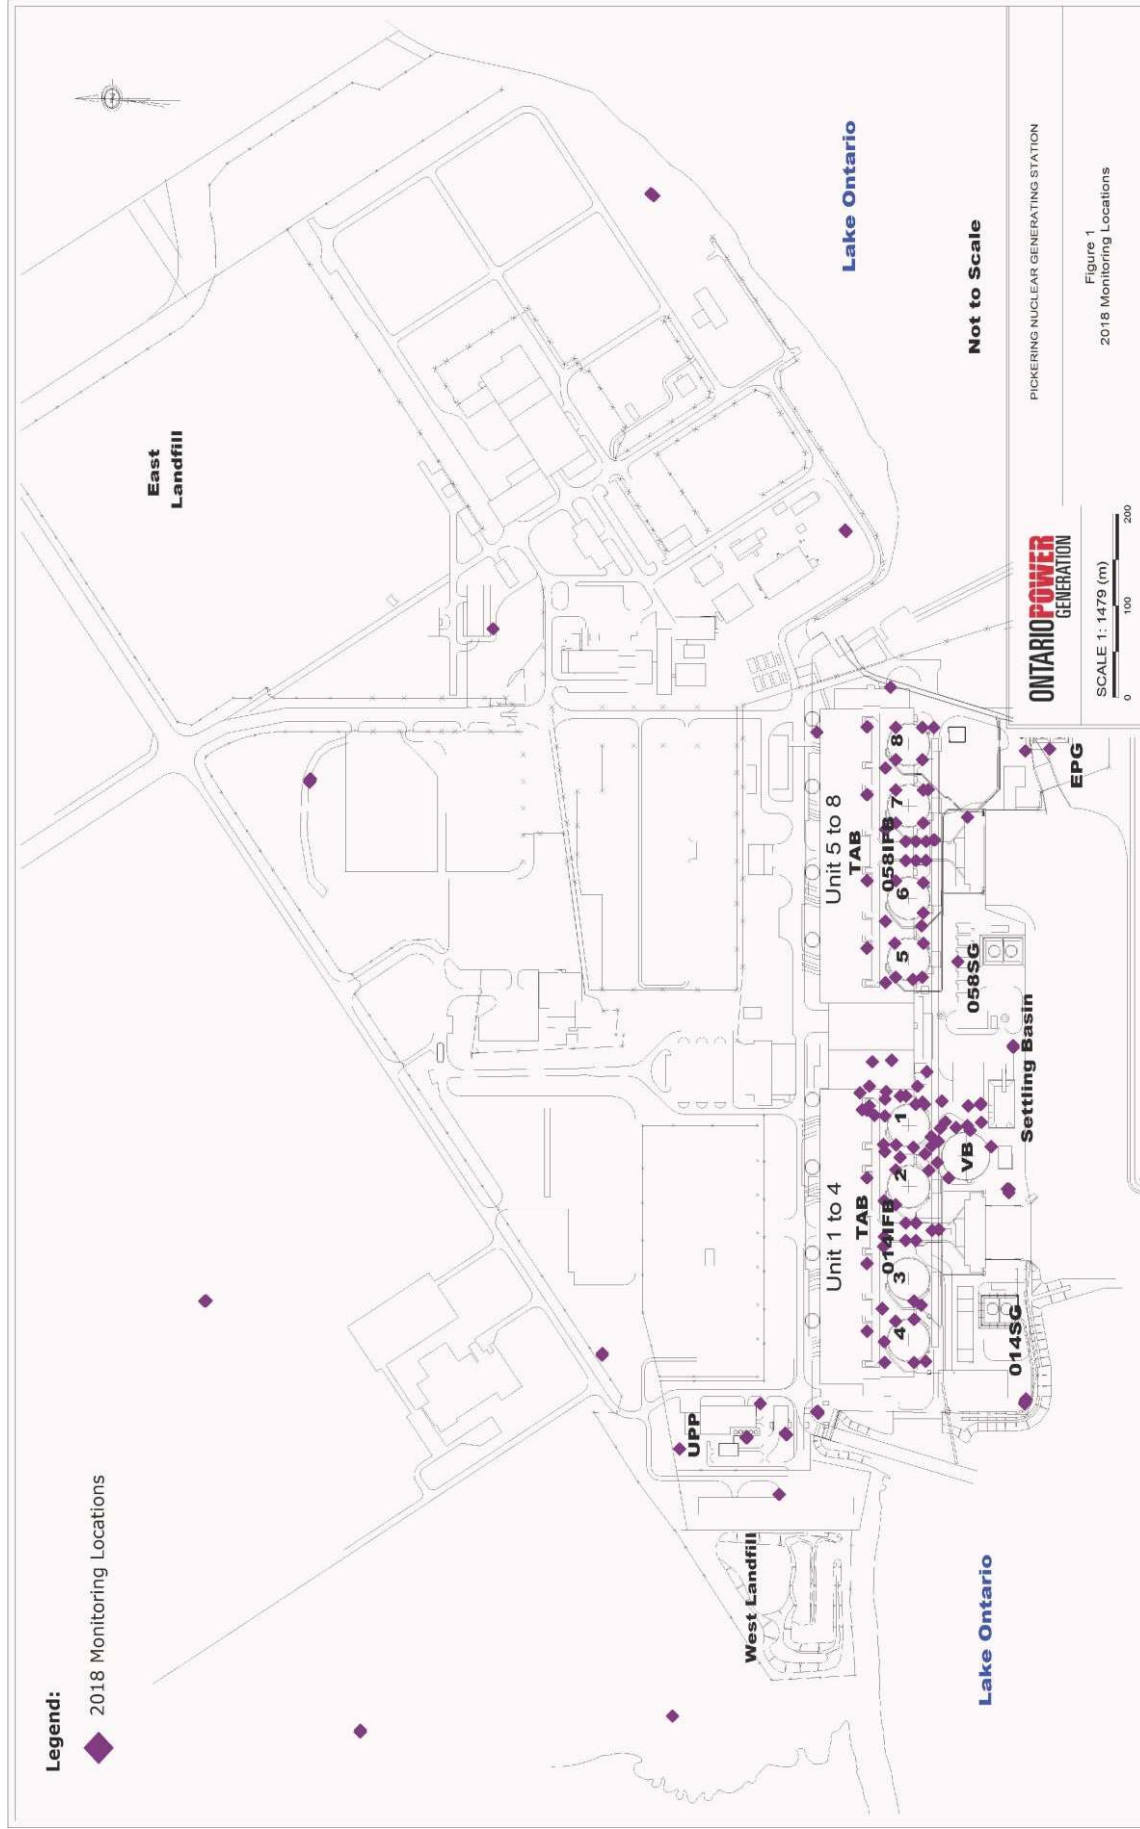 Legend:
2018 Monitoring Locations
East
Landfill
Lake Ontario
Not to Scale
UPP
West Landfill
Unit 1 to 4
TAB
014IFB
4
3
2
1
VB
014SG
Unit 5 to 8
TAB
058IFB
5
6
7
8
058SG
Settling Basin
EPG
Lake Ontario
ONTARIOPOWER
GENERATION
SCALE 1: 1479 (m)
0 100 200
PICKERING NUCLEAR GENERATING STATION
Figure 1
2018 Monitoring Locations